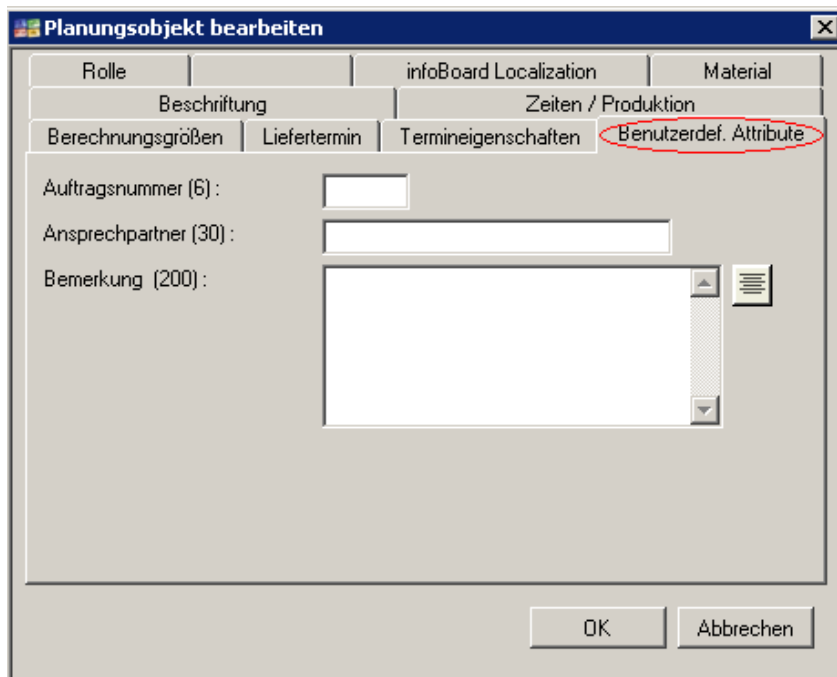 Planungsobjekt bearbeiten
Rolle infoBoard Localization Material
Beschriftung Zeiten / Produktion
Berechnungsgrößen Liefertermin Termineigenschaften Benutzerdef. Attribute
Auftragsnummer (6) :
Ansprechpartner (30) :
Bemerkung (200) :
OK Abbrechen